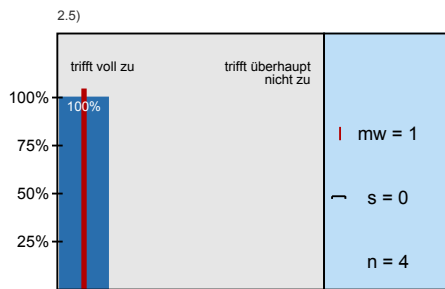 2.5)
trifft voll zu
trifft überhaupt
nicht zu
100%
100%
75%
50%
25%
mw = 1
s = 0
n = 4